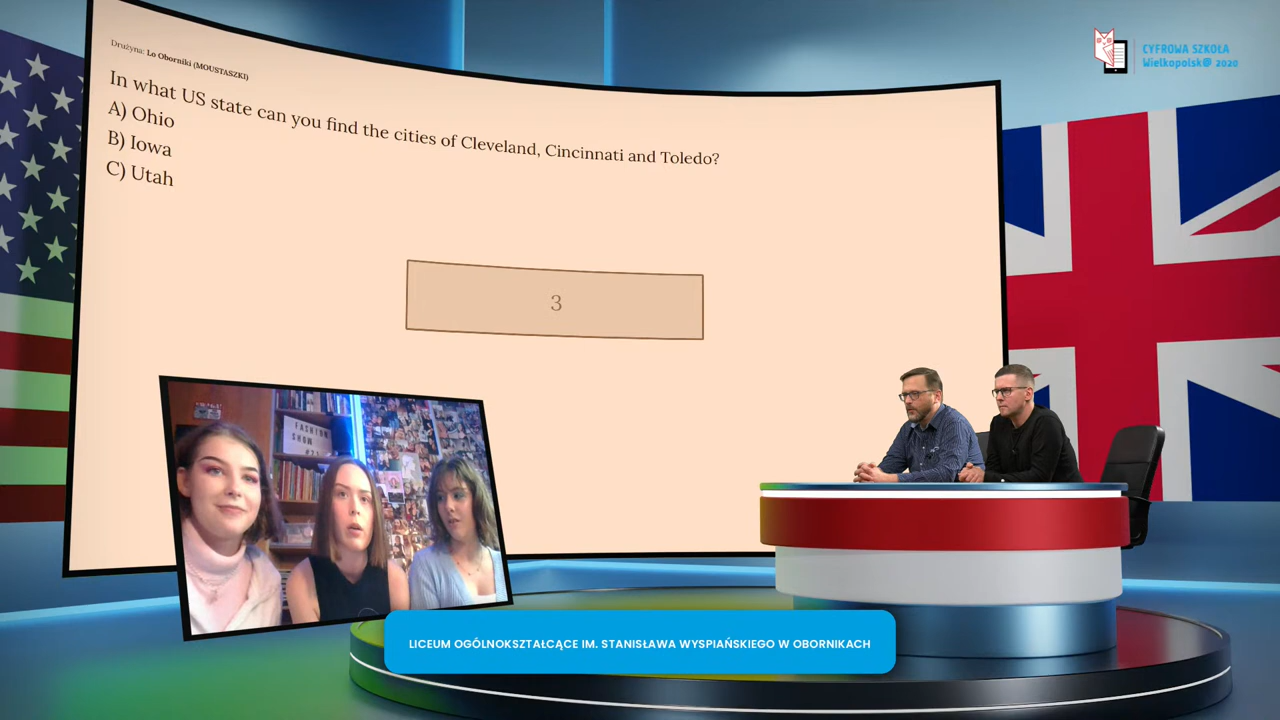 Drużyna: Lo Oborniki (MOUSTASZKI)
In what US state can you find the cities of Cleveland, Cincinnati and Toledo?
A) Ohio
B) Iowa
C) Utah
3
CYFROWA SZKOŁA
Wielkopolsk@ 2020
FASHION
SHOW
LICEUM OGÓLNOKSZTAŁCĄCE IM. STANISŁAWA WYSPIAŃSKIEGO W OBORNIKACH